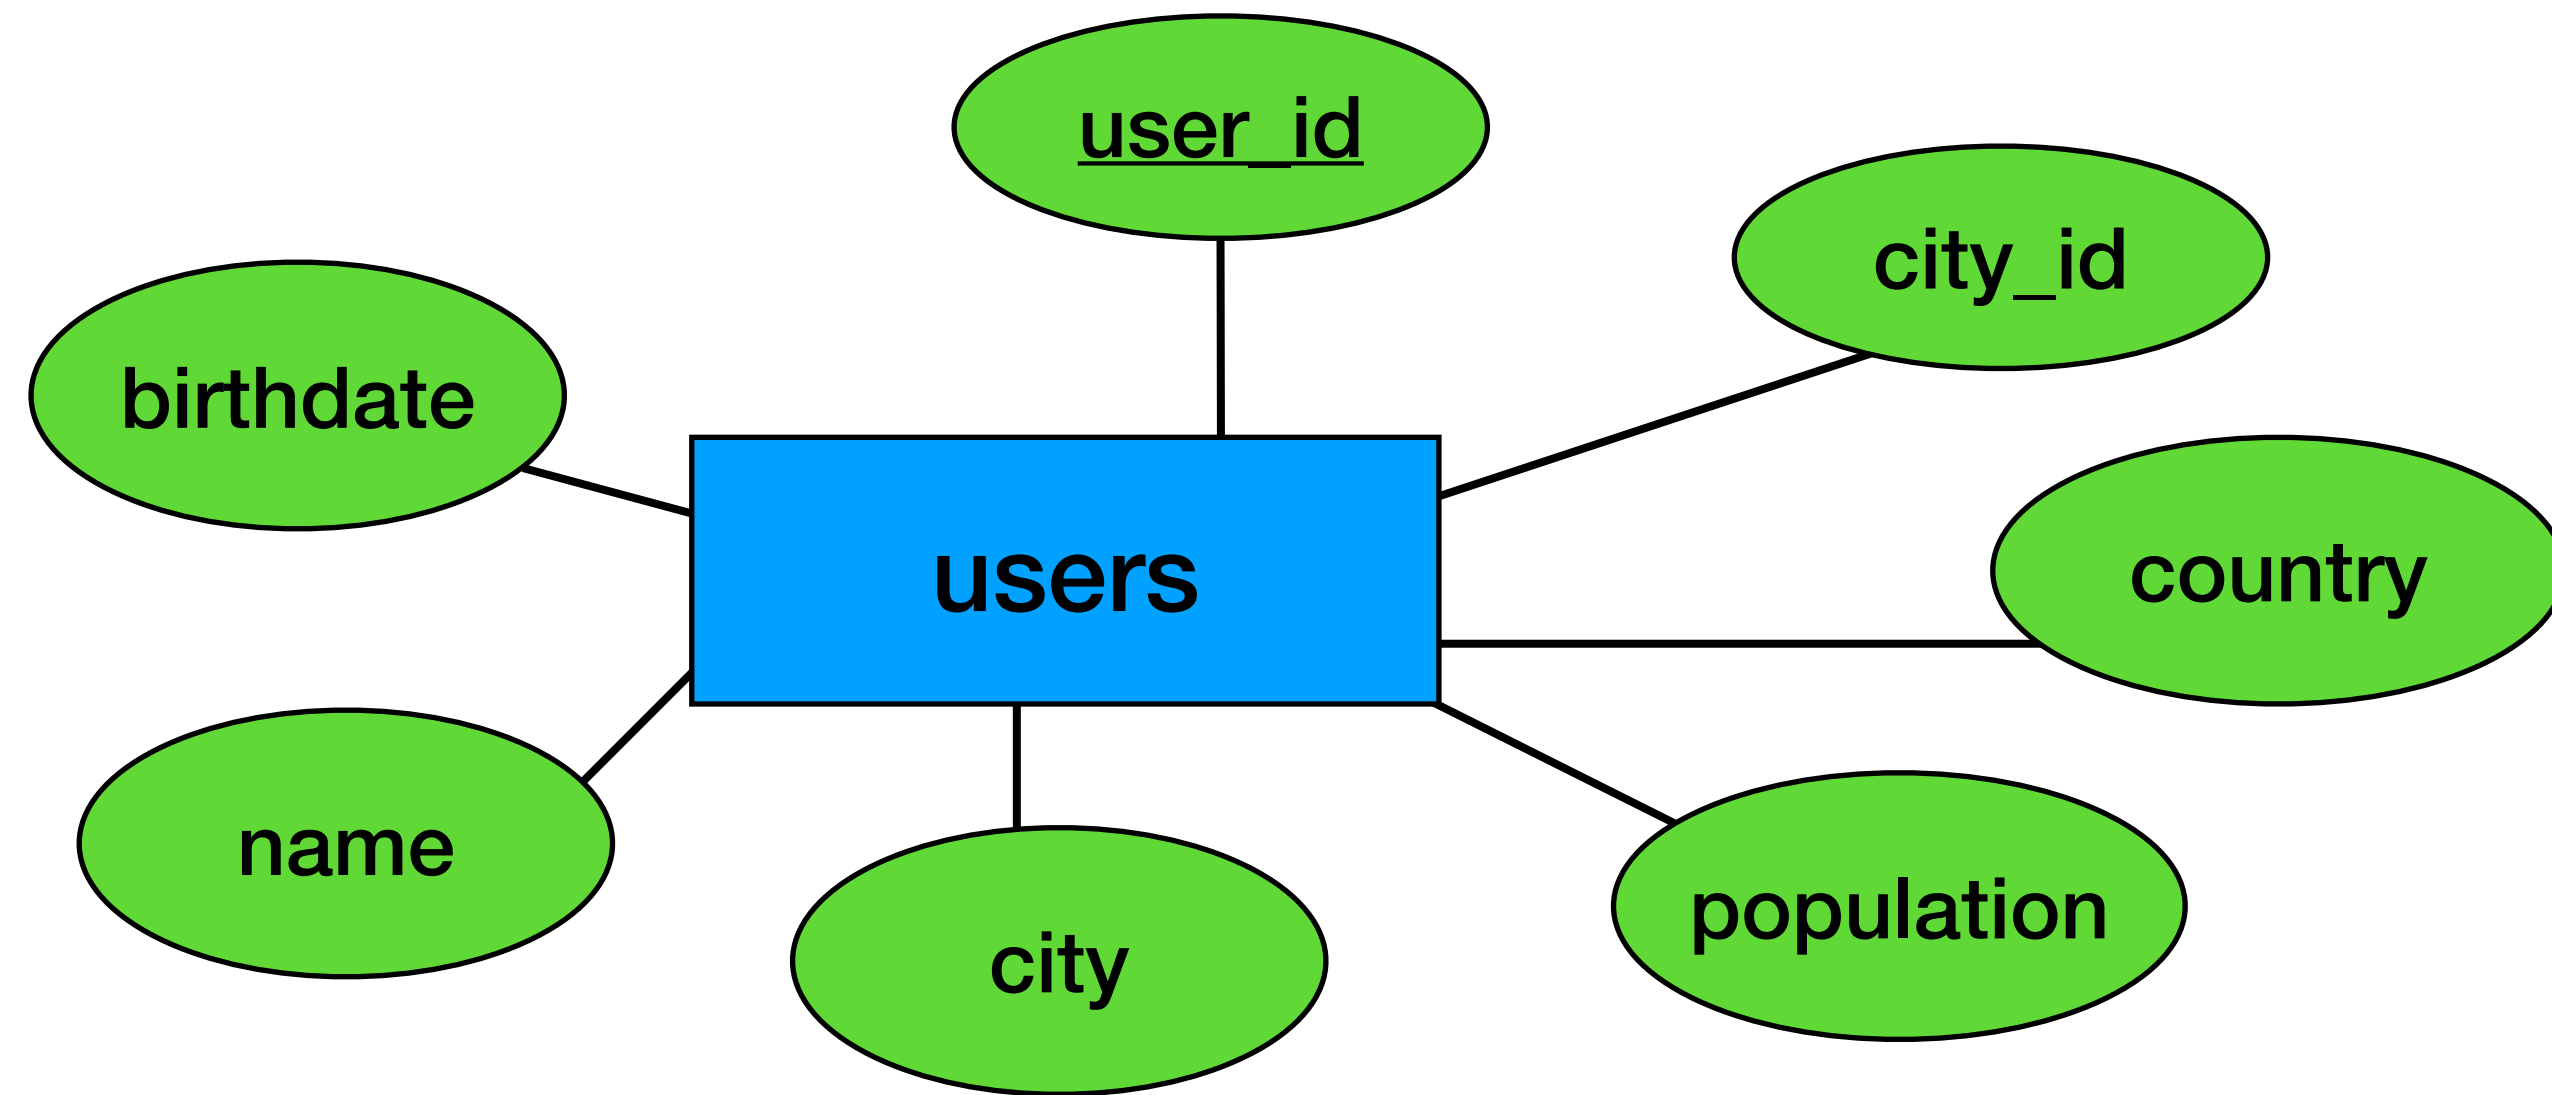 user_id
city_id
birthdate
country
users
name
population
city